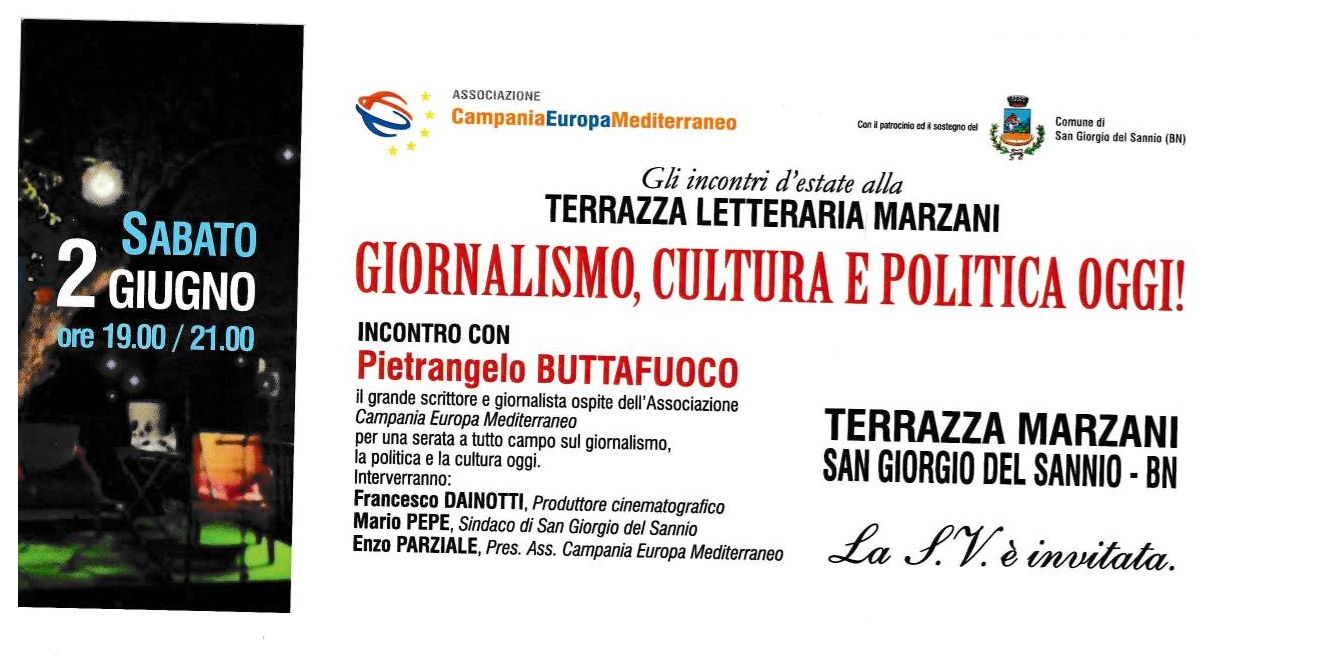 SABATO
2 GIUGNO
ore 19.00 / 21.00
ASSOCIAZIONE
CampaniaEuropaMediterraneo
Con il patrocinio ed il sostegno del
Comune di
San Giorgio del Sannio (BN)
Gli incontri d'estate alla
TERRAZZA LETTERARIA MARZANI
GIORNALISMO, CULTURA E POLITICA OGGI!
INCONTRO CON
Pietrangelo BUTTAFUOCO
il grande scrittore e giornalista ospite dell'Associazione
Campania Europa Mediterraneo
per una serata a tutto campo sul giornalismo,
la politica e la cultura oggi.
Interverranno:
Francesco DAINOTTI, Produttore cinematografico
Mario PEPE, Sindaco di San Giorgio del Sannio
Enzo PARZIALE, Pres. Ass. Campania Europa Mediterraneo
TERRAZZA MARZANI
SAN GIORGIO DEL SANNIO - BN
La S.V. è invitata.